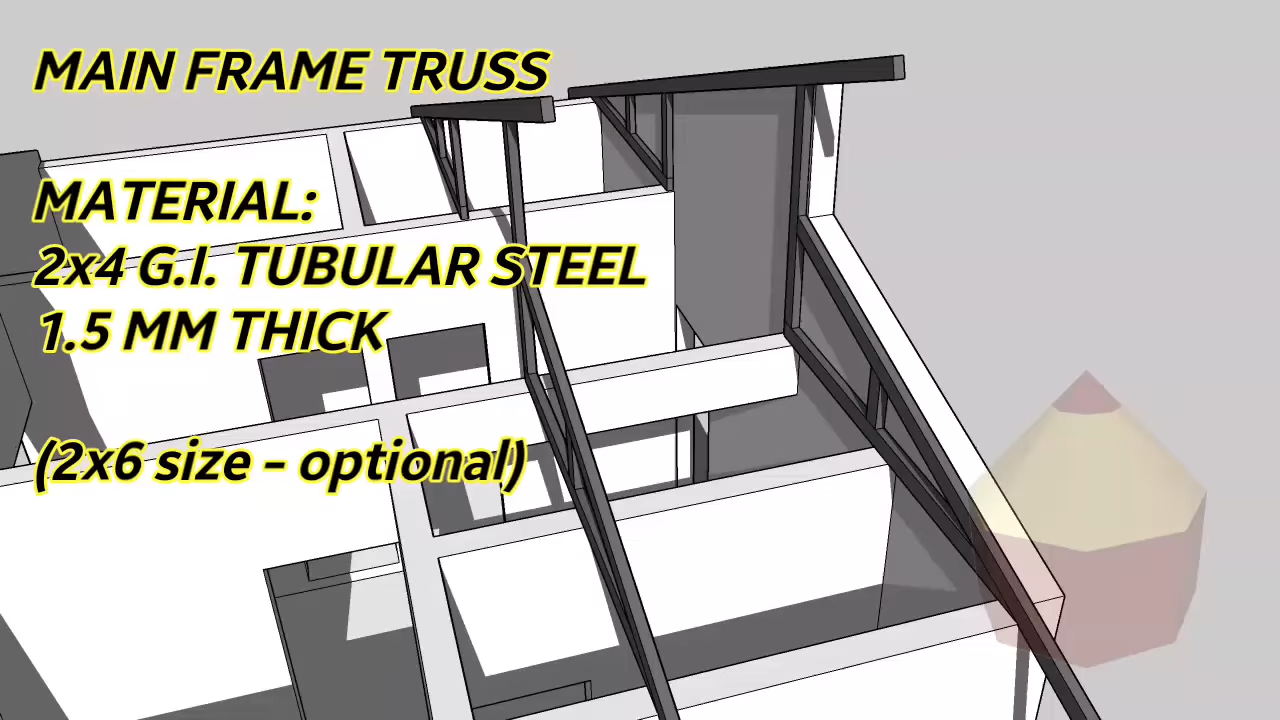 MAIN FRAME TRUSS
MATERIAL:
2x4 G.I. TUBULAR STEEL
1.5 MM THICK
(2x6 size - optional)